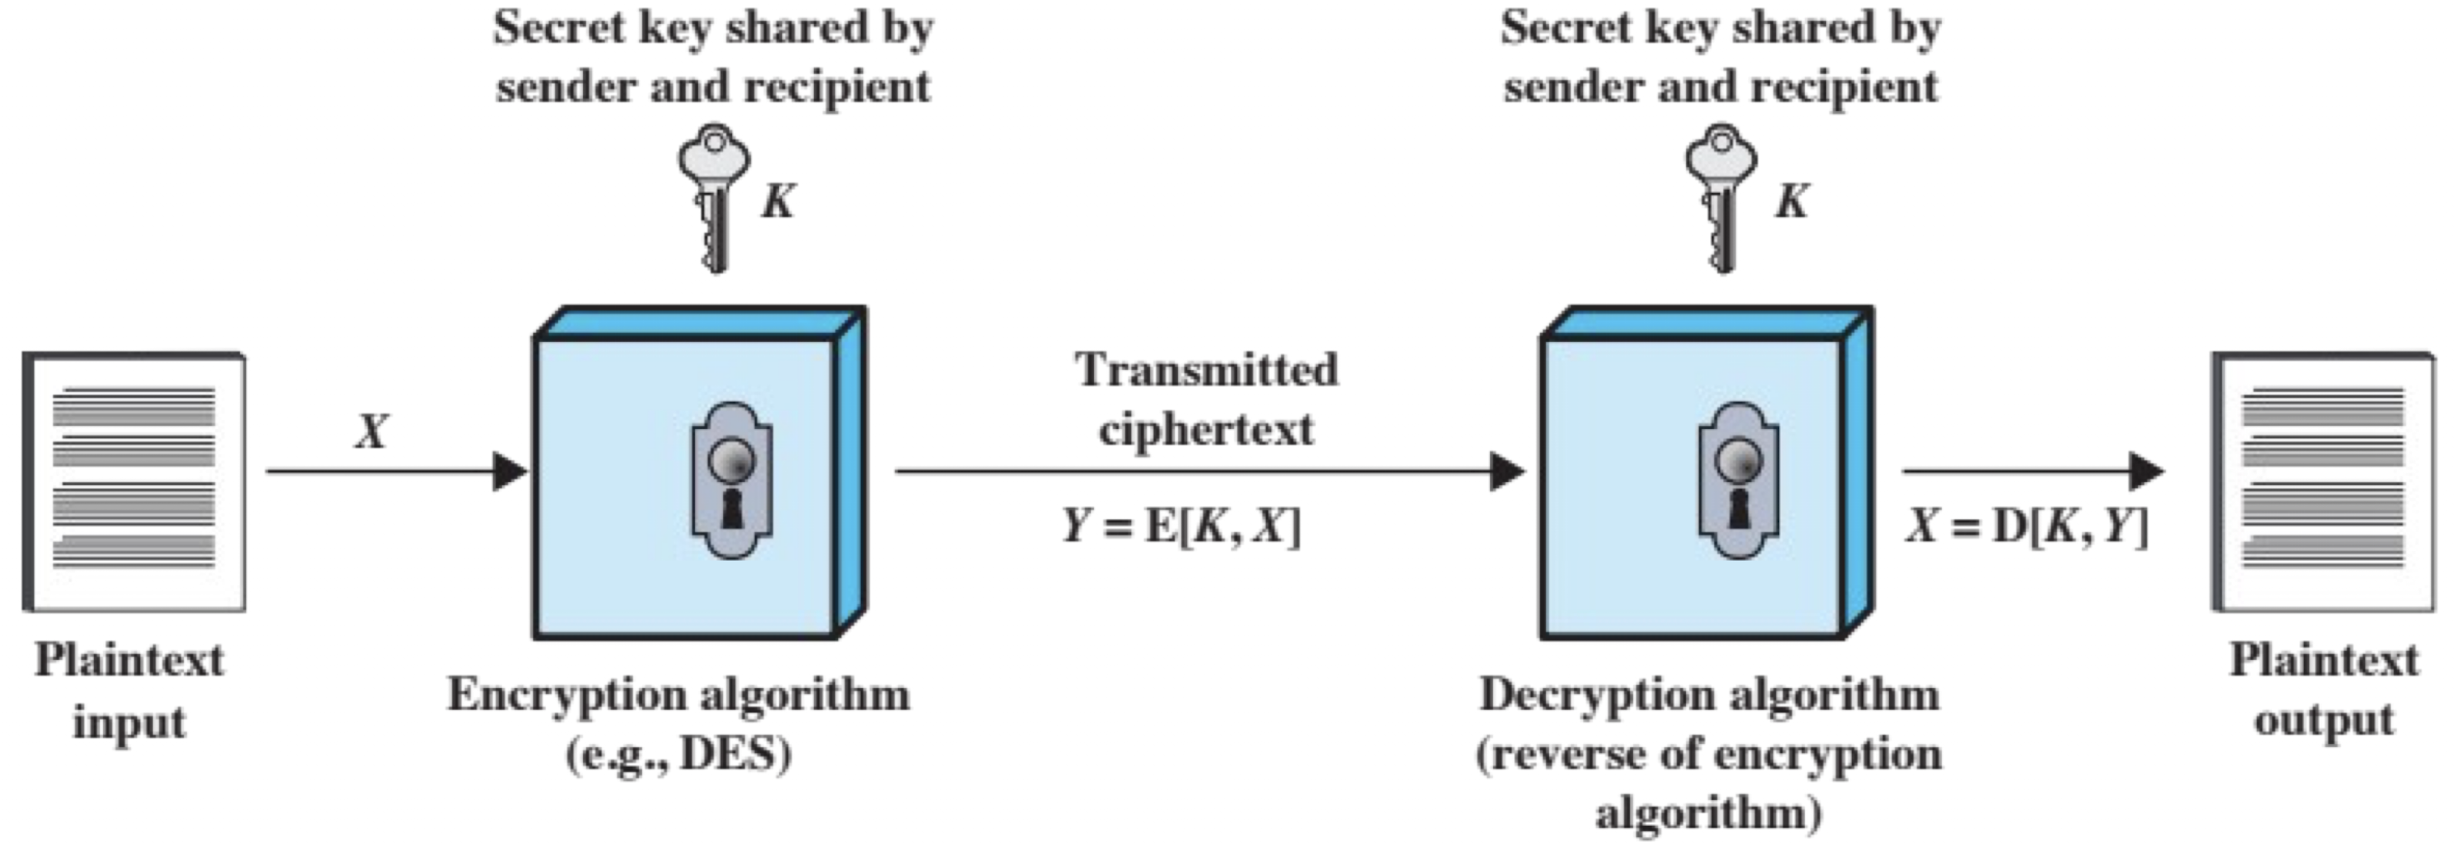 Secret key shared by
sender and recipient
K
Secret key shared by
sender and recipient
K
X
Transmitted
ciphertext
Y = E[K, X]
X = D[K, Y]
Plaintext
input
Encryption algorithm
(e.g., DES)
Decryption algorithm
(reverse of encryption
algorithm)
Plaintext
output